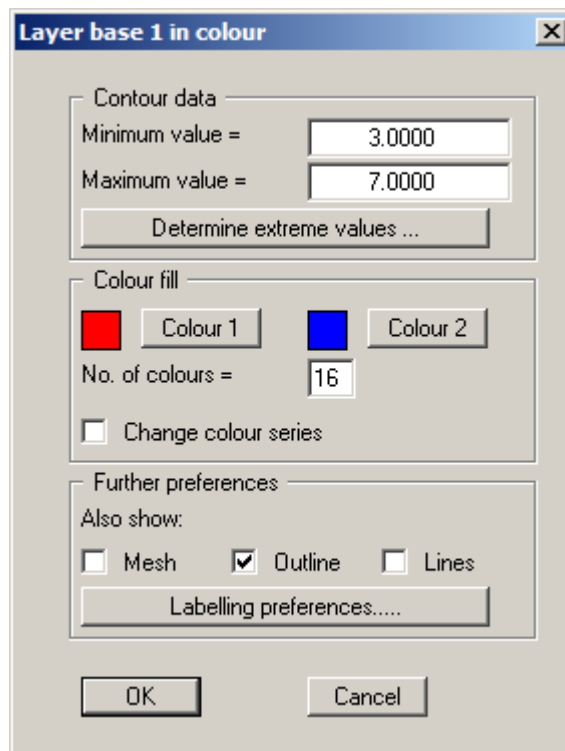 Layer base 1 in colour
Contour data
Minimum value = 3.0000
Maximum value = 7.0000
Determine extreme values ...
Colour fill
Colour 1 Colour 2
No. of colours = 16
Change colour series
Further preferences
Also show:
Mesh Outline Lines
Labelling preferences.....
OK Cancel